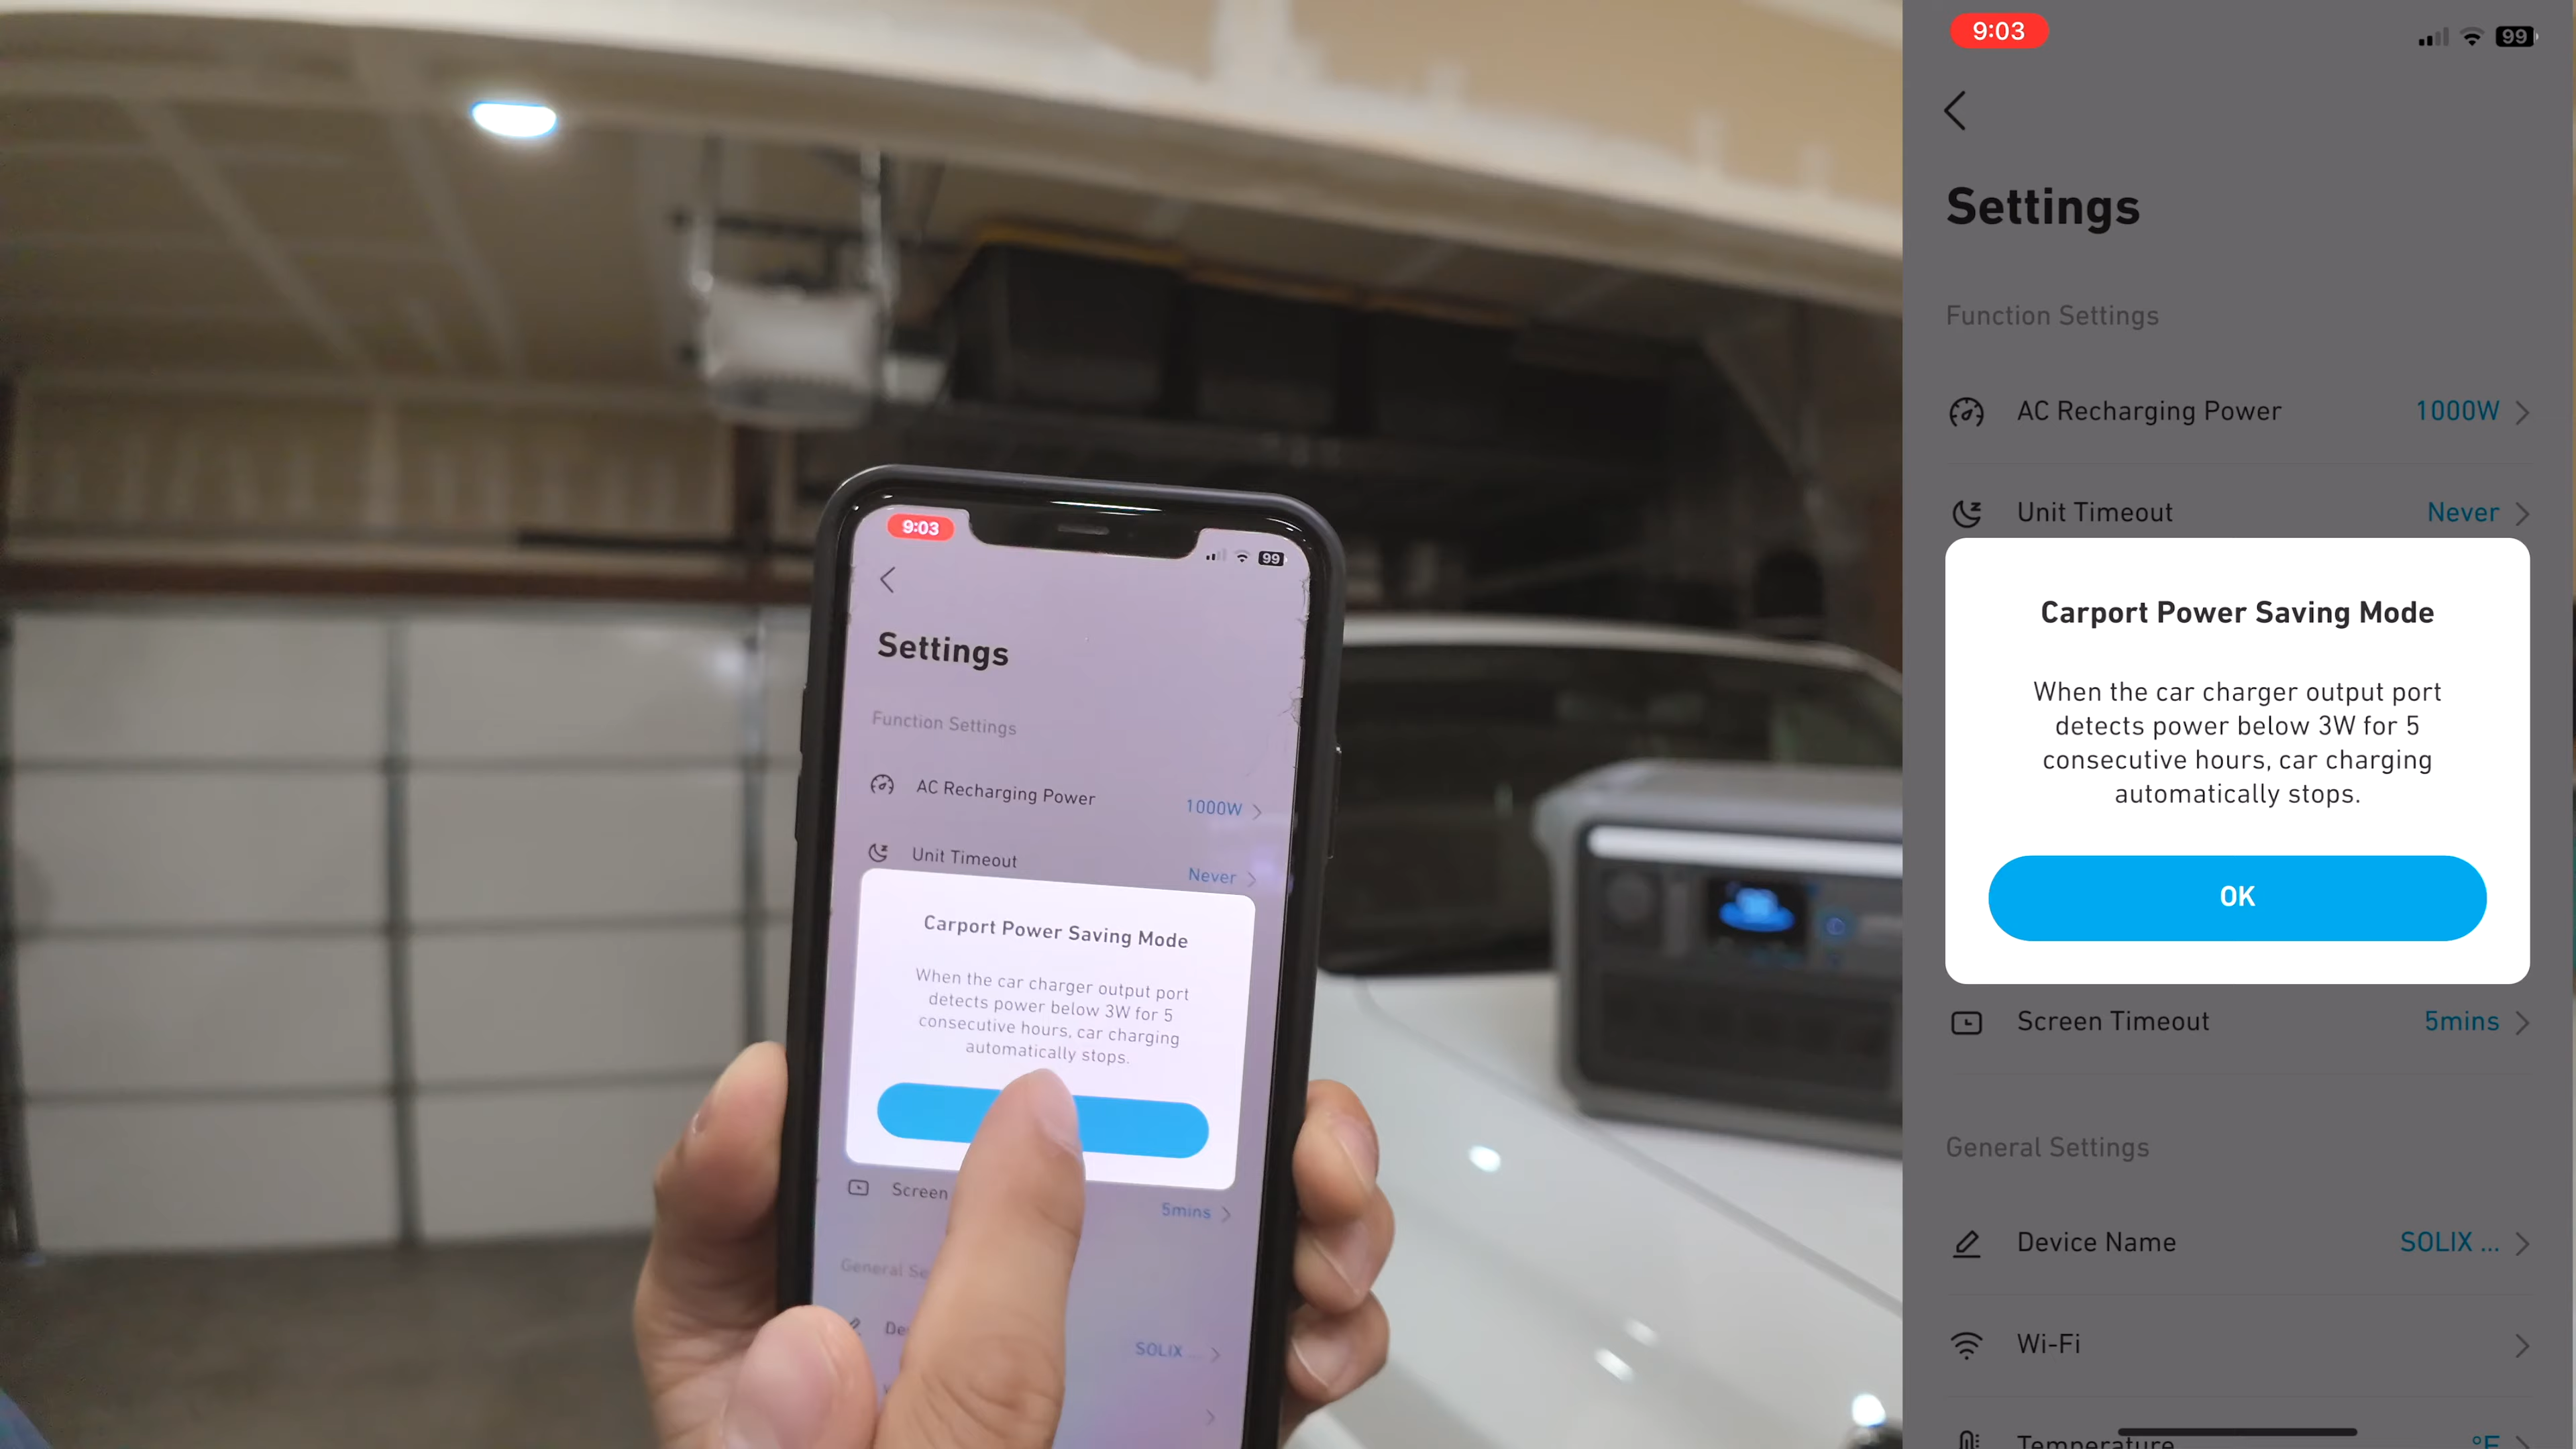 9:03
99
Settings
Function Settings
AC Recharging Power 1000W
Unit Timeout Never
Carport Power Saving Mode
When the car charger output port
detects power below 3W for 5
consecutive hours, car charging
automatically stops.
Screen
5mins
General Se
De
SOLIX ...
9:03
99
Settings
Function Settings
AC Recharging Power 1000W
Unit Timeout Never
Carport Power Saving Mode
When the car charger output port
detects power below 3W for 5
consecutive hours, car charging
automatically stops.
OK
Screen Timeout 5mins
General Settings
Device Name SOLIX ...
Wi-Fi
Temperature °F